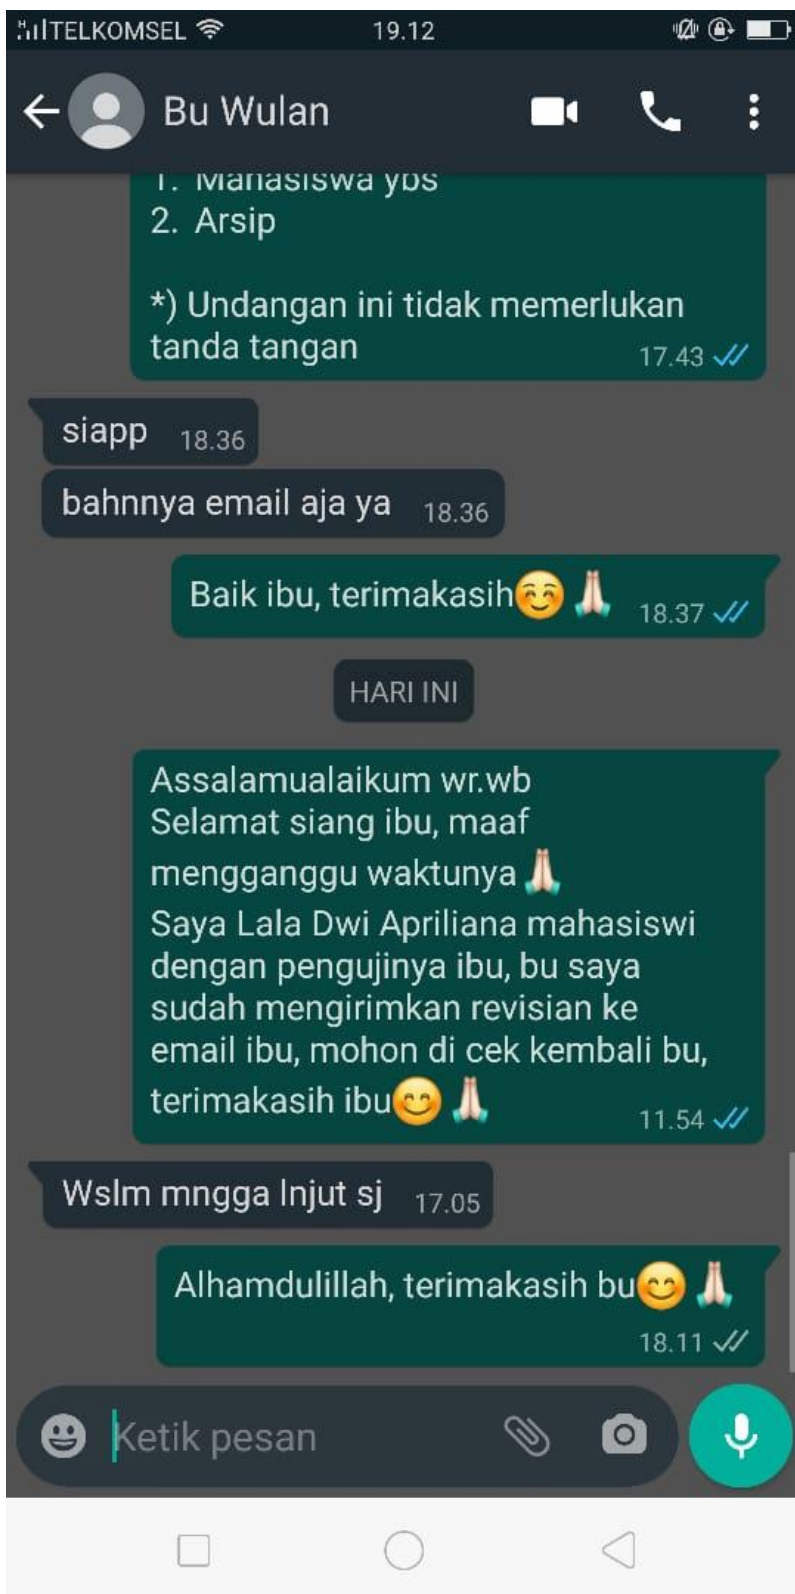 TELKOMSEL 19.12
Bu Wulan
1. Mahasiswa ybs
2. Arsip
*) Undangan ini tidak memerlukan
tanda tangan 17.43
siapp 18.36
bahnnya email aja ya 18.36
Baik ibu, terimakasih☺️🙏🏻 18.37
HARI INI
Assalamualaikum wr.wb
Selamat siang ibu, maaf
mengganggu waktunya🙏🏻
Saya Lala Dwi Apriliana mahasiswi
dengan pengujinya ibu, bu saya
sudah mengirimkan revisian ke
email ibu, mohon di cek kembali bu,
terimakasih ibu😊🙏🏻 11.54
Wslm mngga lnjut sj 17.05
Alhamdulillah, terimakasih bu😊🙏🏻
18.11
Ketik pesan